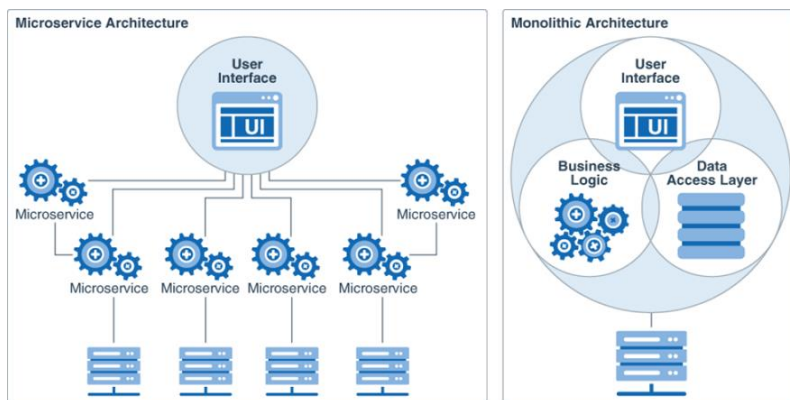 Microservice Architecture
User
Interface
UI
Microservice
Microservice
Microservice
Microservice
Microservice
Microservice
Monolithic Architecture
User
Interface
UI
Business
Logic
Data
Access Layer